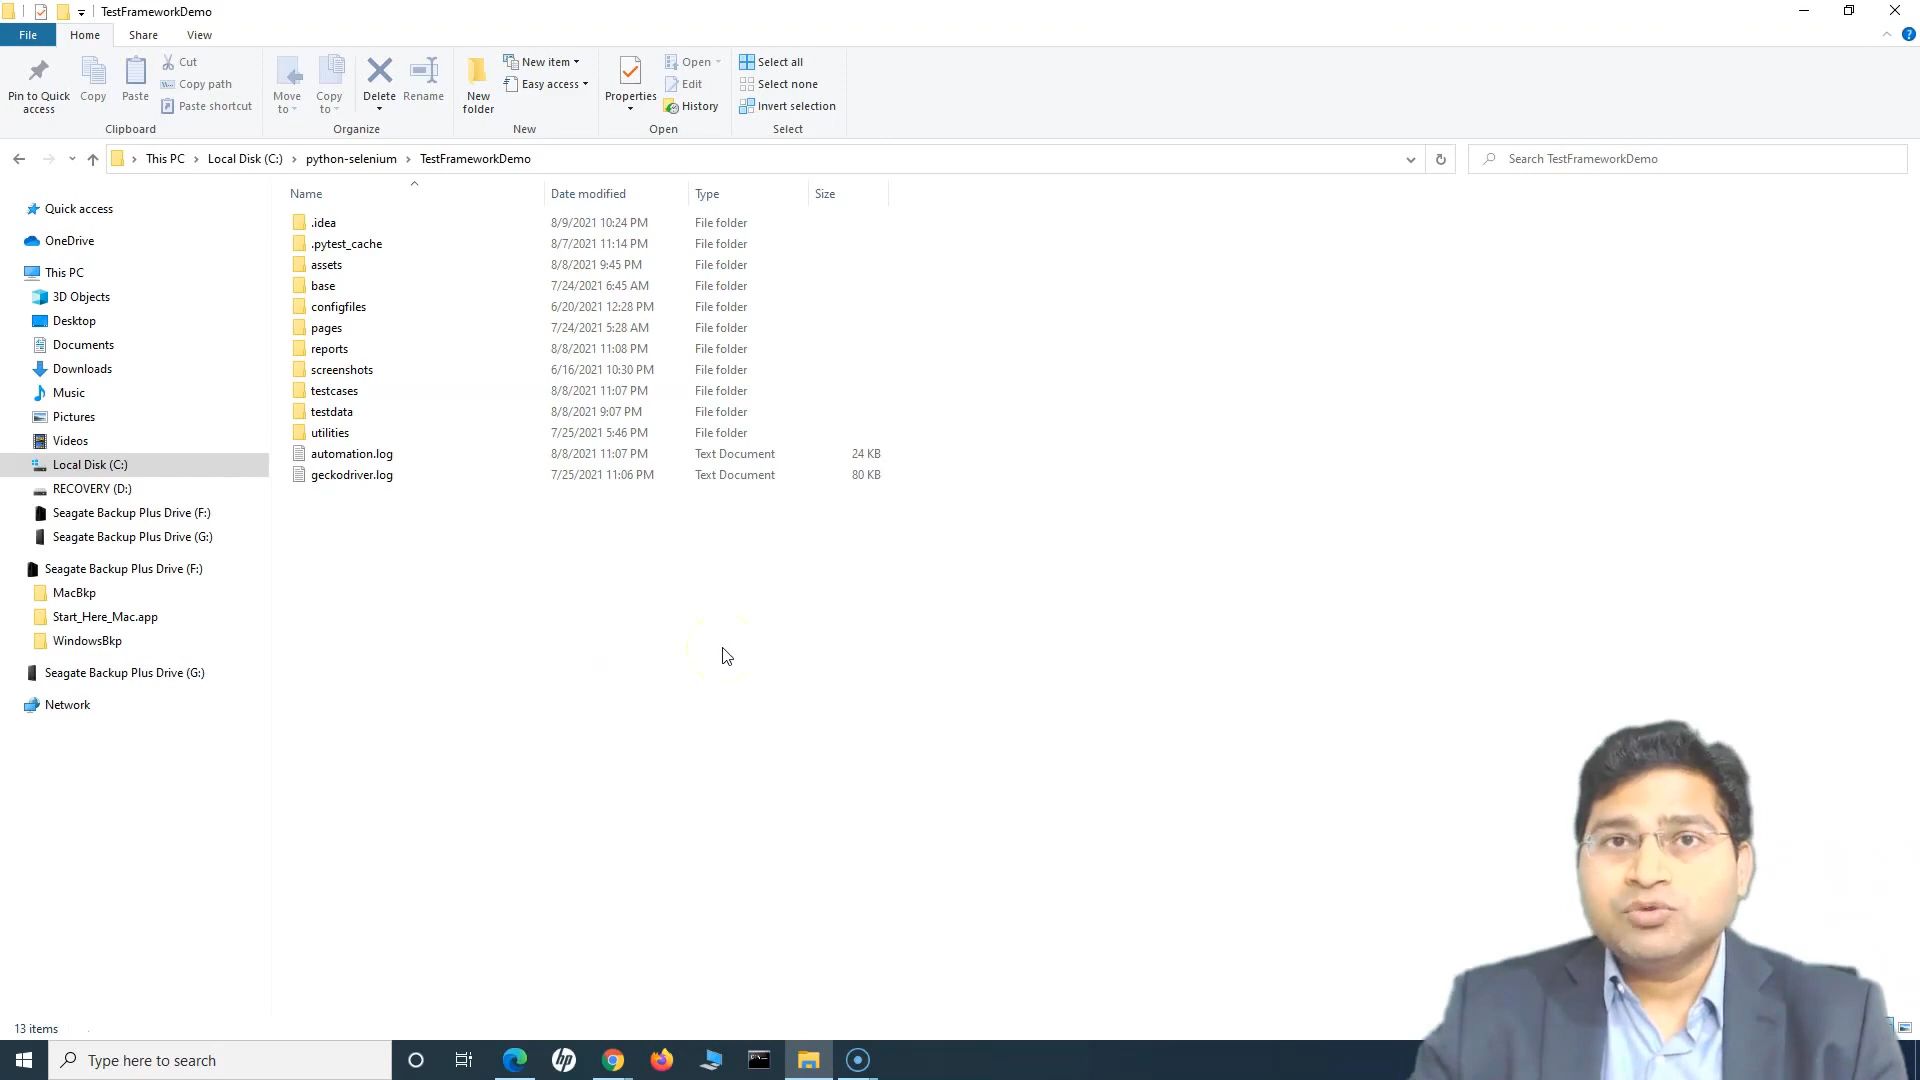 TestFrameworkDemo
File Home Share View
Pin to Quick access
Copy
Paste
Cut
Copy path
Paste shortcut
Clipboard
Move to
Copy to
Delete
Rename
Organize
New folder
New item
Easy access
New
Properties
Open
Edit
History
Open
Select all
Select none
Invert selection
Select
This PC Local Disk (C:) python-selenium TestFrameworkDemo
Search TestFrameworkDemo
Quick access
OneDrive
This PC
3D Objects
Desktop
Documents
Downloads
Music
Pictures
Videos
Local Disk (C:)
RECOVERY (D:)
Seagate Backup Plus Drive (F:)
Seagate Backup Plus Drive (G:)
Seagate Backup Plus Drive (F:)
MacBkp
Start_Here_Mac.app
WindowsBkp
Seagate Backup Plus Drive (G:)
Network
Name Date modified Type Size
.idea 8/9/2021 10:24 PM File folder
.pytest_cache 8/7/2021 11:14 PM File folder
assets 8/8/2021 9:45 PM File folder
base 7/24/2021 6:45 AM File folder
configfiles 6/20/2021 12:28 PM File folder
pages 7/24/2021 5:28 AM File folder
reports 8/8/2021 11:08 PM File folder
screenshots 6/16/2021 10:30 PM File folder
testcases 8/8/2021 11:07 PM File folder
testdata 8/8/2021 9:07 PM File folder
utilities 7/25/2021 5:46 PM File folder
automation.log 8/8/2021 11:07 PM Text Document 24 KB
geckodriver.log 7/25/2021 11:06 PM Text Document 80 KB
13 items
Type here to search
hp